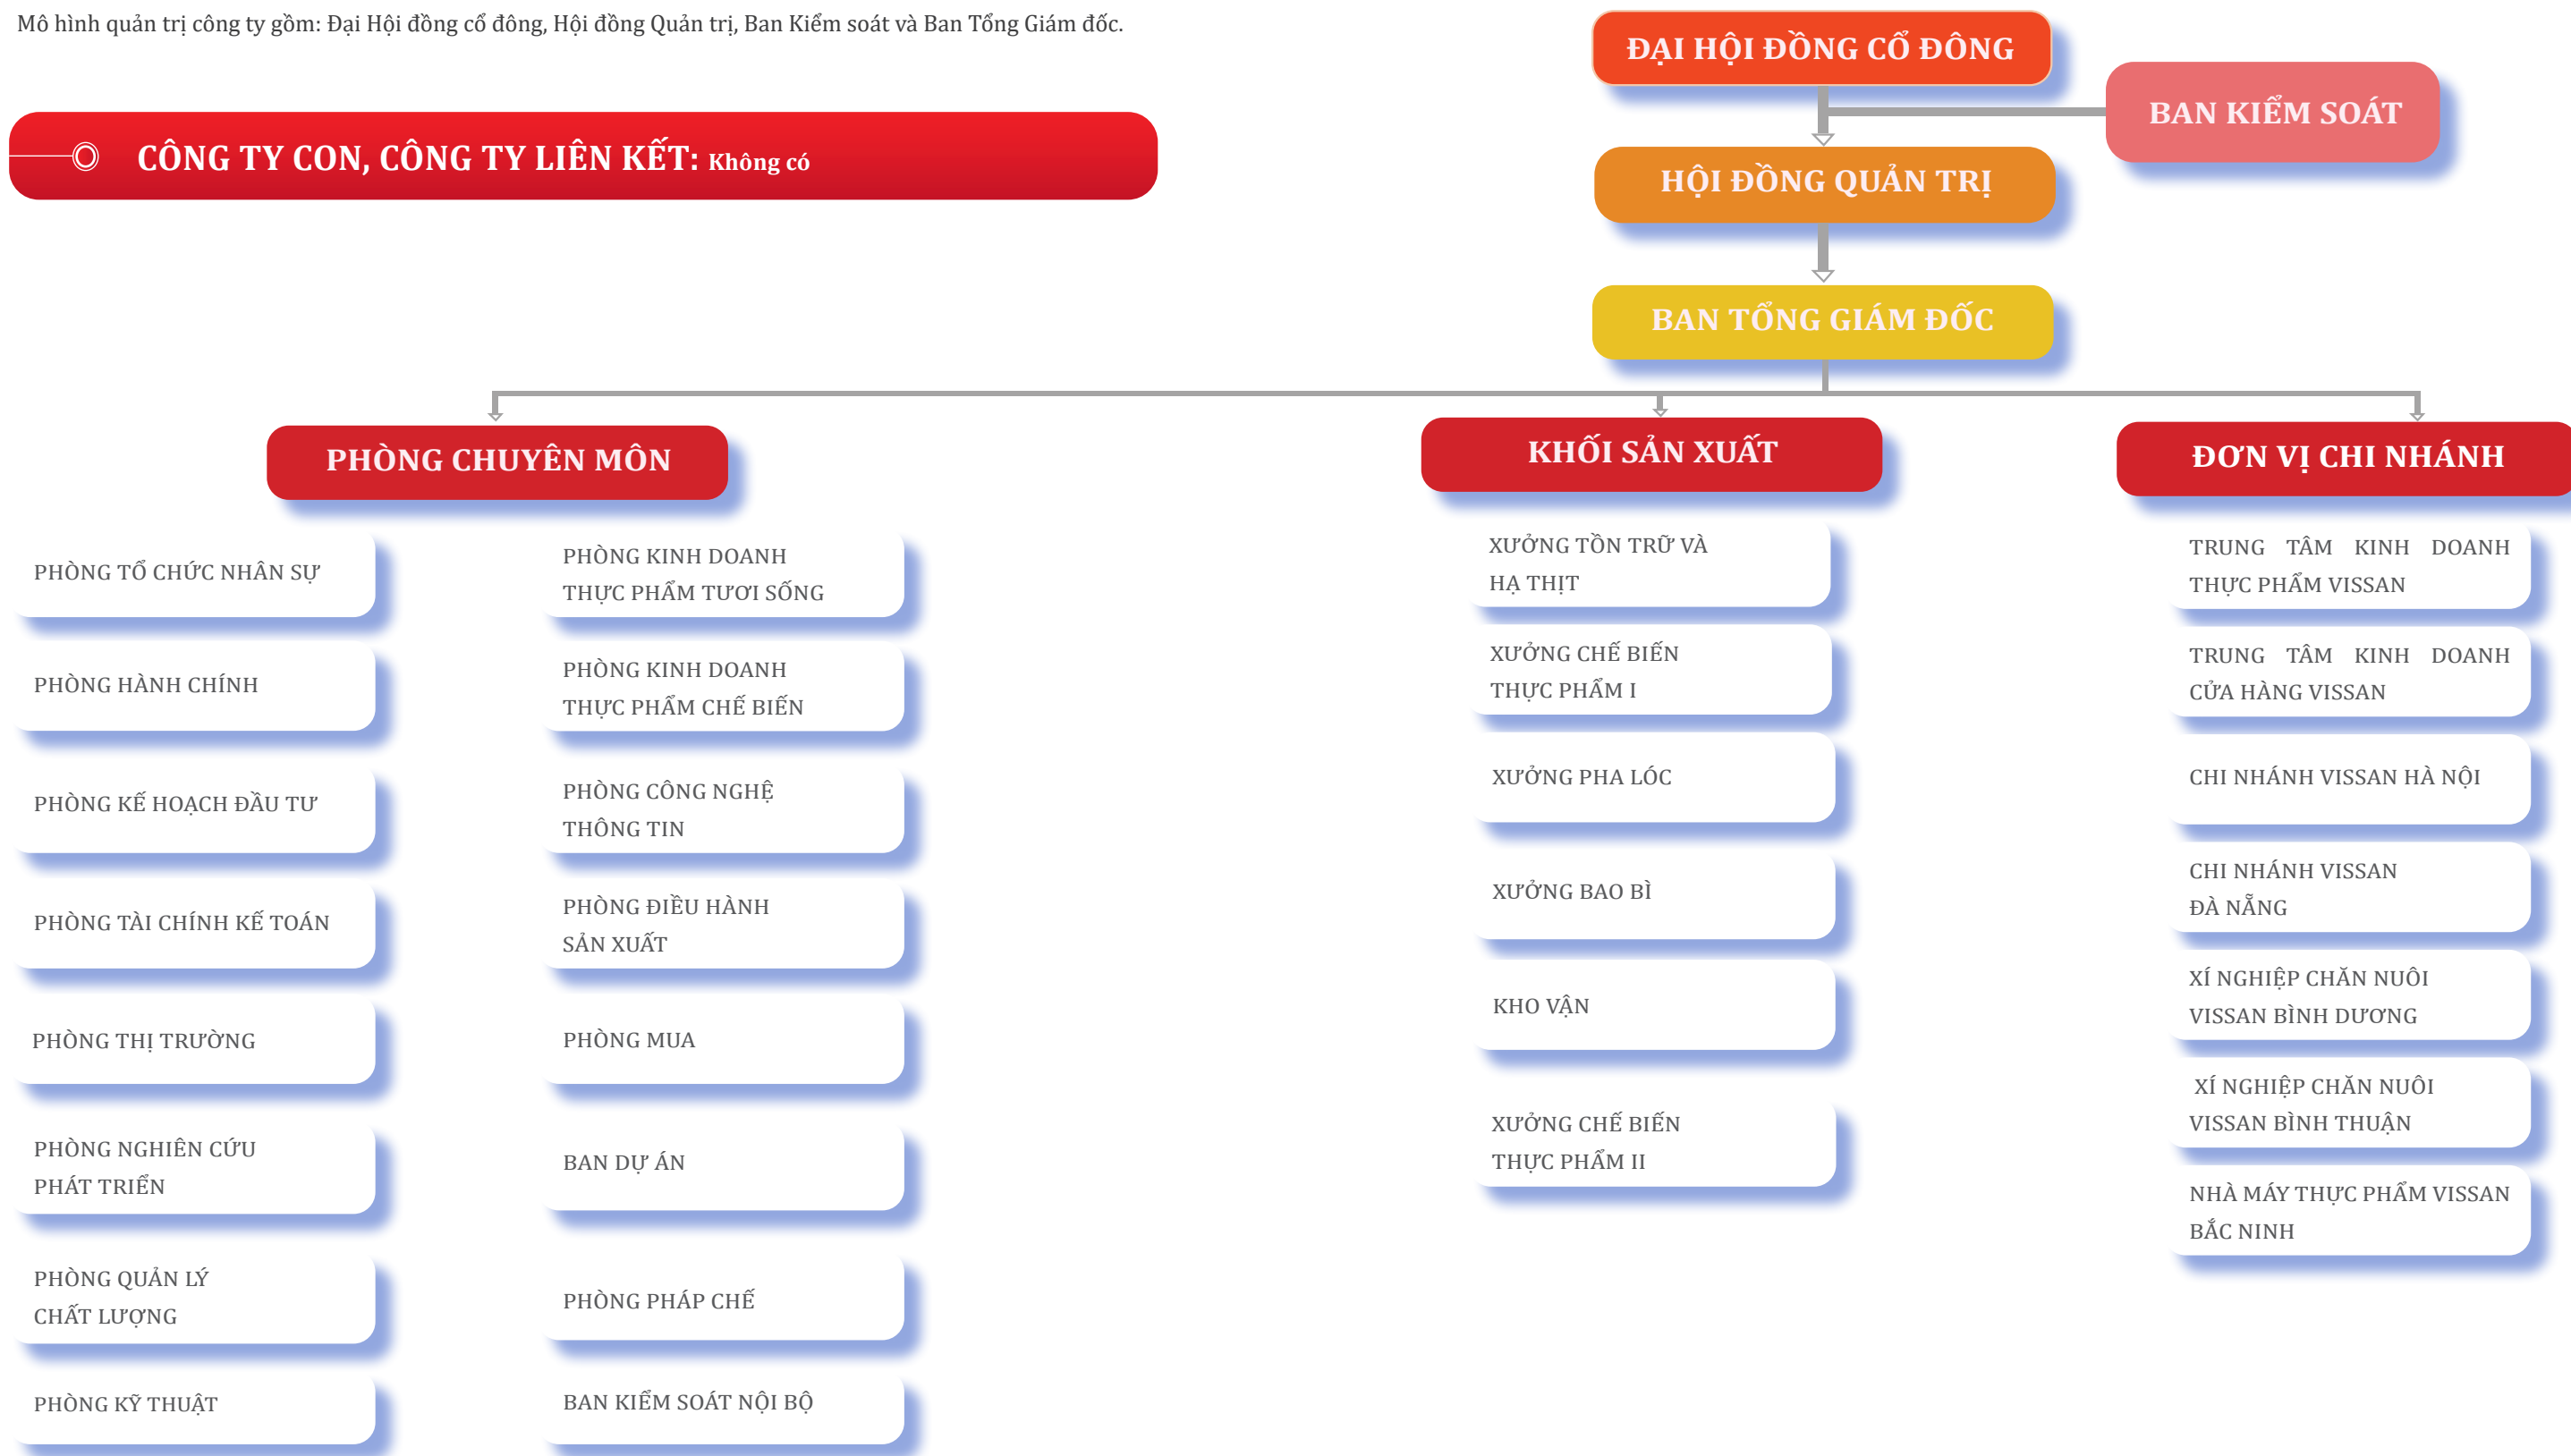 Mô hình quản trị công ty gồm: Đại Hội đồng cổ đông, Hội đồng Quản trị, Ban Kiểm soát và Ban Tổng Giám đốc.
CÔNG TY CON, CÔNG TY LIÊN KẾT: Không có
ĐẠI HỘI ĐỒNG CỔ ĐÔNG
BAN KIỂM SOÁT
HỘI ĐỒNG QUẢN TRỊ
BAN TỔNG GIÁM ĐỐC
PHÒNG CHUYÊN MÔN
PHÒNG TỔ CHỨC NHÂN SỰ
PHÒNG HÀNH CHÍNH
PHÒNG KẾ HOẠCH ĐẦU TƯ
PHÒNG TÀI CHÍNH KẾ TOÁN
PHÒNG THỊ TRƯỜNG
PHÒNG NGHIÊN CỨU
PHÁT TRIỂN
PHÒNG QUẢN LÝ
CHẤT LƯỢNG
PHÒNG KỸ THUẬT
PHÒNG KINH DOANH
THỰC PHẨM TƯƠI SỐNG
PHÒNG KINH DOANH
THỰC PHẨM CHẾ BIẾN
PHÒNG CÔNG NGHỆ
THÔNG TIN
PHÒNG ĐIỀU HÀNH
SẢN XUẤT
PHÒNG MUA
BAN DỰ ÁN
PHÒNG PHÁP CHẾ
BAN KIỂM SOÁT NỘI BỘ
KHỐI SẢN XUẤT
XƯỞNG TỒN TRỮ VÀ
HẠ THỊT
XƯỞNG CHẾ BIẾN
THỰC PHẨM I
XƯỞNG PHA LÓC
XƯỞNG BAO BÌ
KHO VẬN
XƯỞNG CHẾ BIẾN
THỰC PHẨM II
ĐƠN VỊ CHI NHÁNH
TRUNG TÂM KINH DOANH
THỰC PHẨM VISSAN
TRUNG TÂM KINH DOANH
CỬA HÀNG VISSAN
CHI NHÁNH VISSAN HÀ NỘI
CHI NHÁNH VISSAN
ĐÀ NẴNG
XÍ NGHIỆP CHĂN NUÔI
VISSAN BÌNH DƯƠNG
XÍ NGHIỆP CHĂN NUÔI
VISSAN BÌNH THUẬN
NHÀ MÁY THỰC PHẨM VISSAN
BẮC NINH